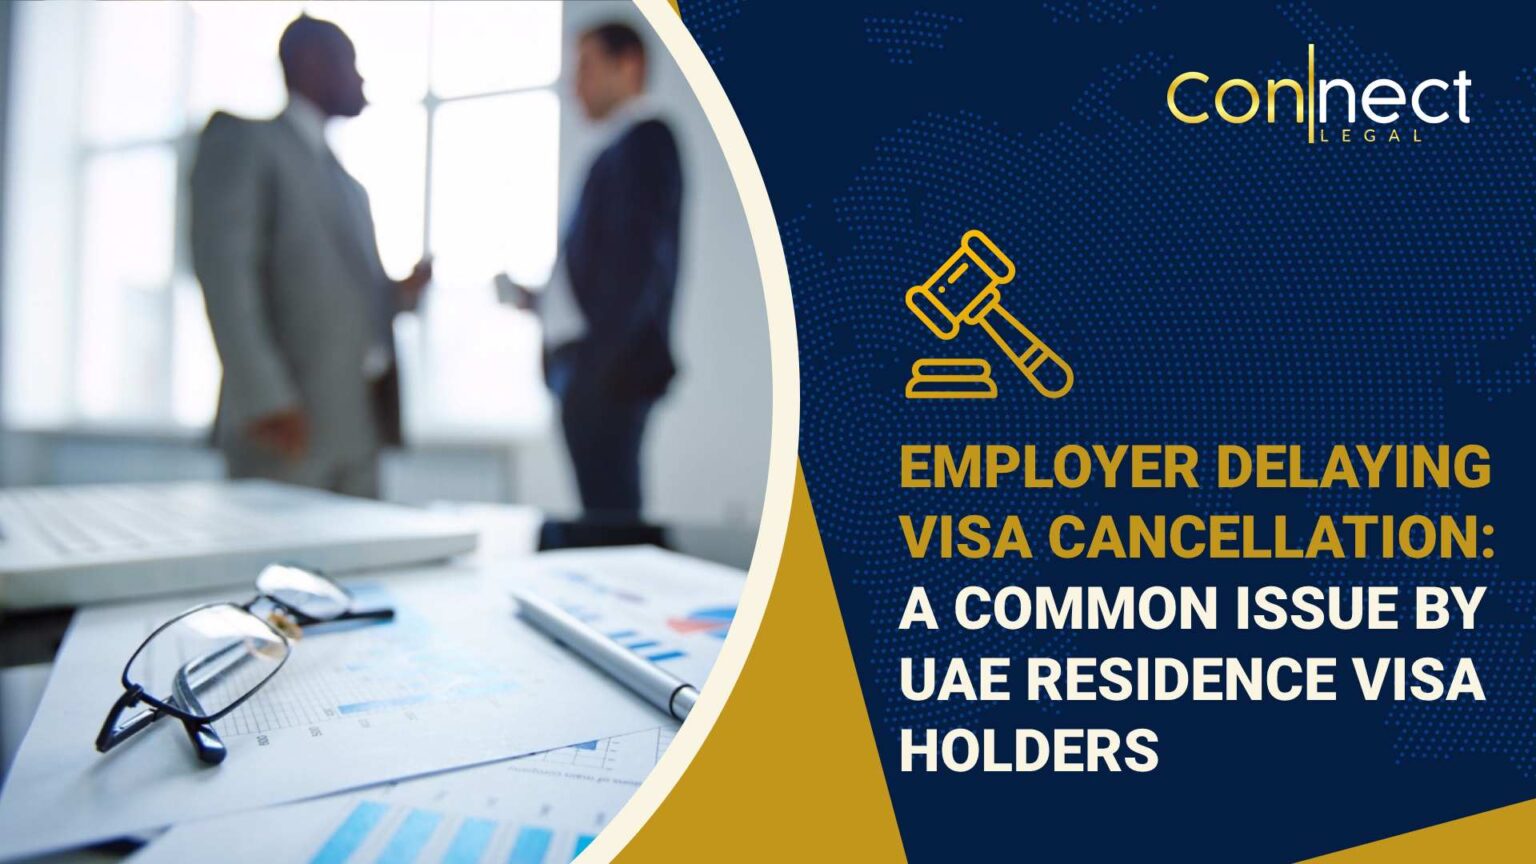 Connect
LEGAL
EMPLOYER DELAYING
VISA CANCELLATION:
A COMMON ISSUE BY
UAE RESIDENCE VISA
HOLDERS